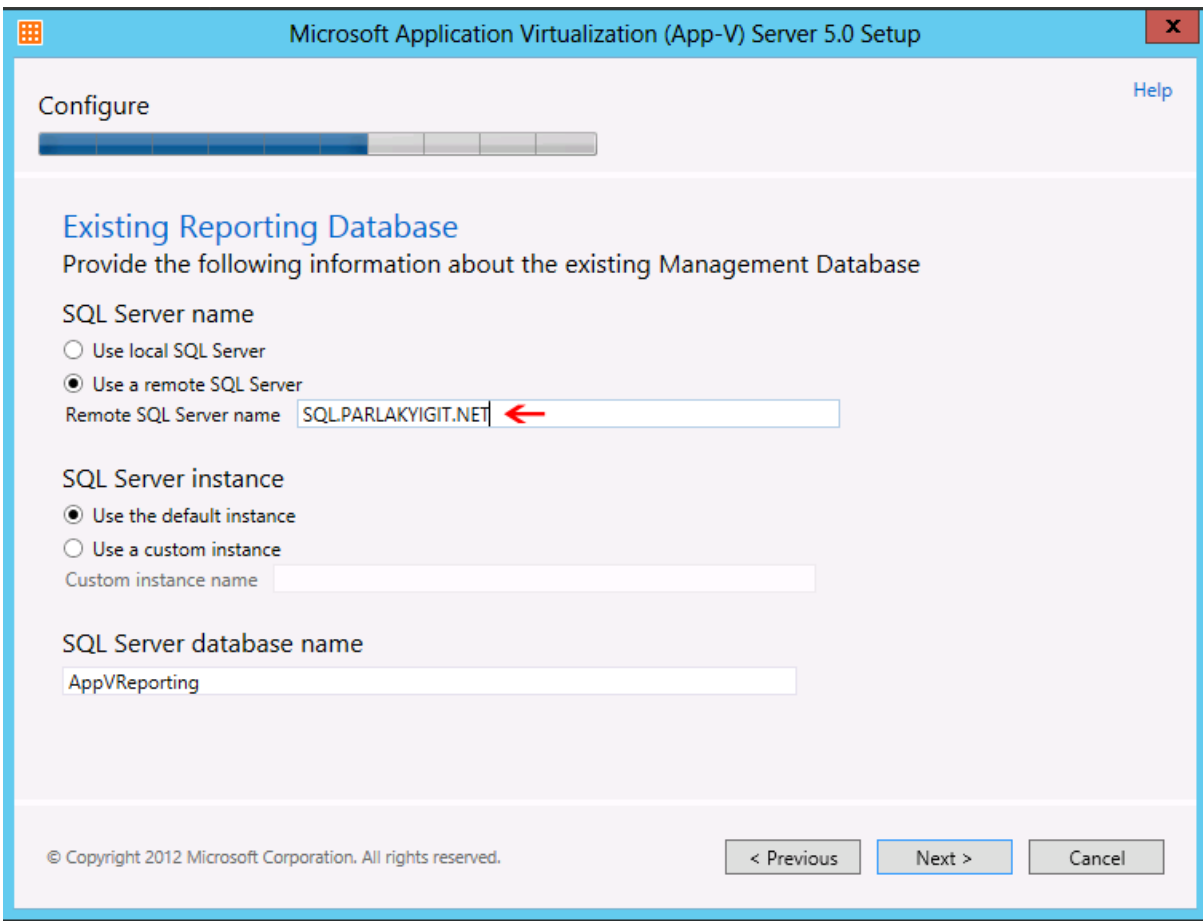 Microsoft Application Virtualization (App-V) Server 5.0 Setup
x
Help
Configure
Existing Reporting Database
Provide the following information about the existing Management Database
SQL Server name
Use local SQL Server
Use a remote SQL Server
Remote SQL Server name SQL.PARLAKYIGIT.NET
SQL Server instance
Use the default instance
Use a custom instance
Custom instance name
SQL Server database name
AppVReporting
© Copyright 2012 Microsoft Corporation. All rights reserved.
< Previous Next > Cancel